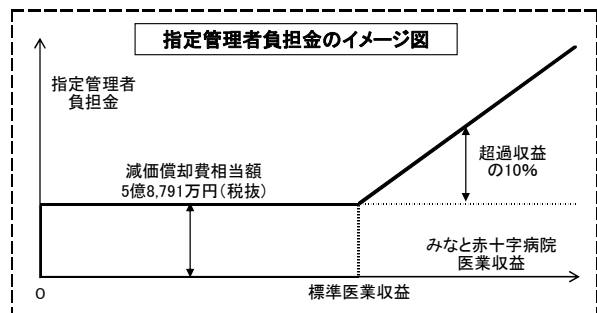 指定管理者負担金のイメージ図
指定管理者
負担金
減価償却費相当額
5億8,791万円(税抜)
超過収益
の10%
みなと赤十字病院
医業収益
0
標準医業収益